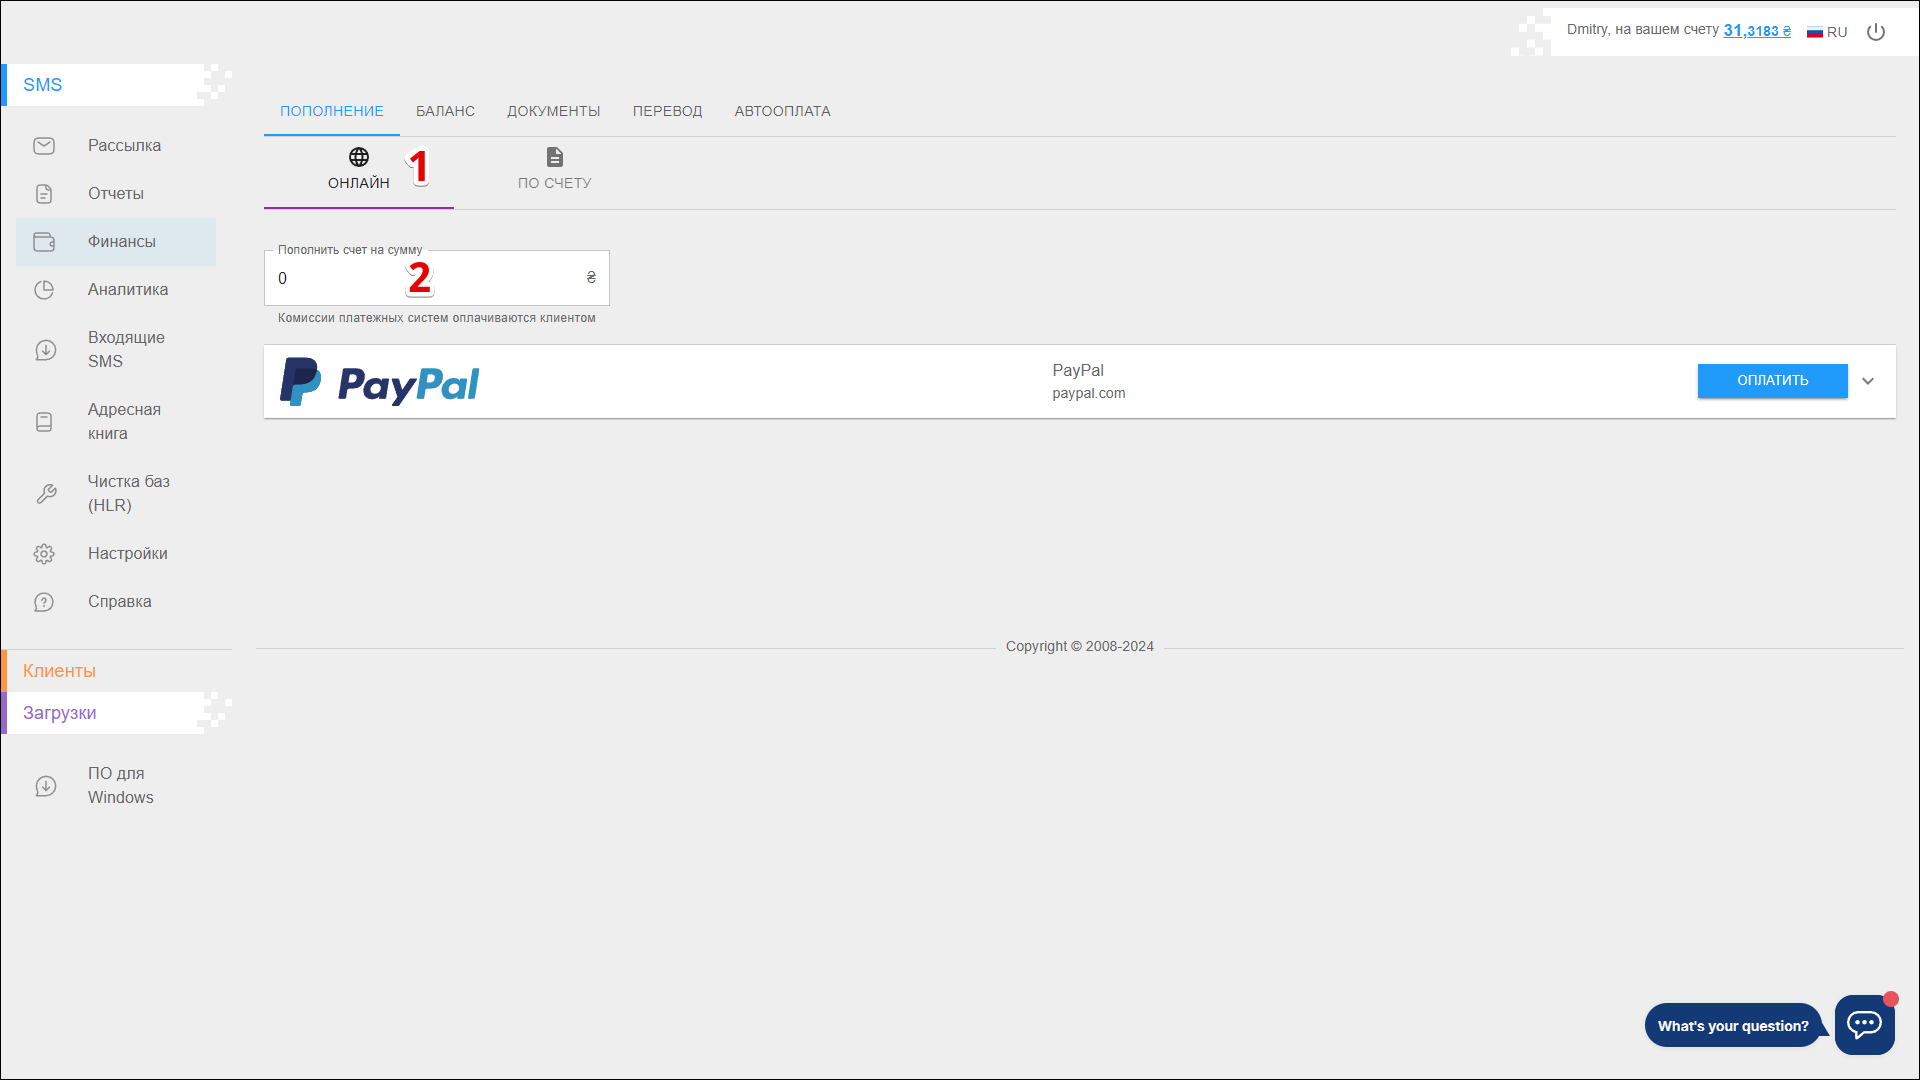 Dmitry, на вашем счету 31,3183 ₴
RU
SMS
Рассылка
Отчеты
Финансы
Аналитика
Входящие
SMS
Адресная
книга
Чистка баз
(HLR)
Настройки
Справка
Клиенты
Загрузки
ПО для
Windows
ПОПОЛНЕНИЕ БАЛАНС ДОКУМЕНТЫ ПЕРЕВОД АВТООПЛАТА
ОНЛАЙН 1 ПО СЧЕТУ
Пополнить счет на сумму
0 2 ₴
Комиссии платежных систем оплачиваются клиентом
PayPal
PayPal
paypal.com
ОПЛАТИТЬ
Copyright © 2008-2024
What's your question?